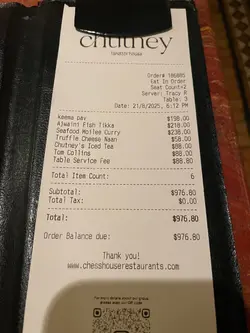 chutney
Order# 106085
Eat In Order
Seat Count=2
Server: Tracy R
Table: 3
Date: 21/8/2025, 6:12 PM
Keema Pav $198.00
Ajwaini Fish Tikka $218.00
Seafood Moilee Curry $238.00
Truffle Cheese Naan $58.00
Chutney's Iced Tea $88.00
Tom Collins $88.00
Table Service Fee $88.80
Total Item Count: 6
Subtotal: $976.80
Total Tax: $0.00
Total: $976.80
Order Balance due: $976.80
Thank you!
www.chesshouserestaurants.com